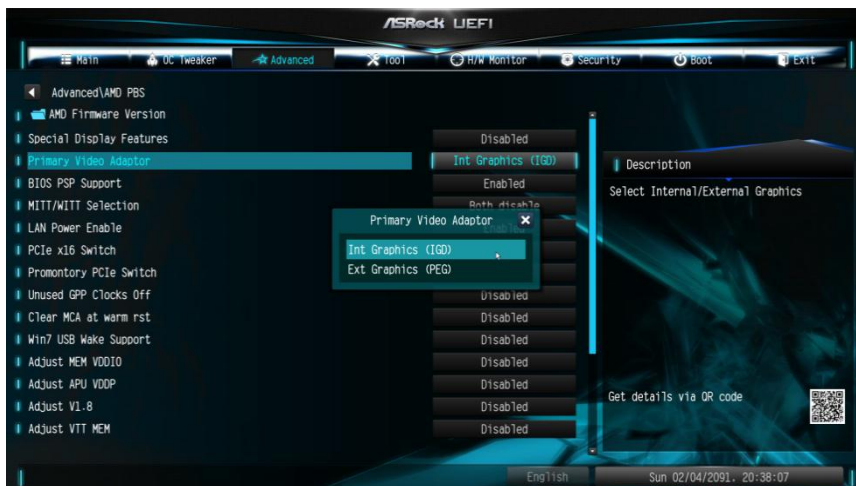 ASRock UEFI
Main OC Tweaker Advanced Tool H/W Monitor Security Boot Exit
Advanced\AMD PBS
AMD Firmware Version
Special Display Features Disabled
Primary Video Adaptor Int Graphics (IGD)
BIOS PSP Support Enabled
MITT/WITT Selection Both disable
LAN Power Enable Enabled
PCIe x16 Switch
Promontory PCIe Switch
Unused GPP Clocks Off Disabled
Clear MCA at warm rst Disabled
Win7 USB Wake Support Disabled
Adjust MEM VDDIO Disabled
Adjust APU VDDP Disabled
Adjust V1.8 Disabled
Adjust VTT MEM Disabled
Primary Video Adaptor
Int Graphics (IGD)
Ext Graphics (PEG)
Description
Select Internal/External Graphics
Get details via QR code
English Sun 02/04/2091. 20:38:07